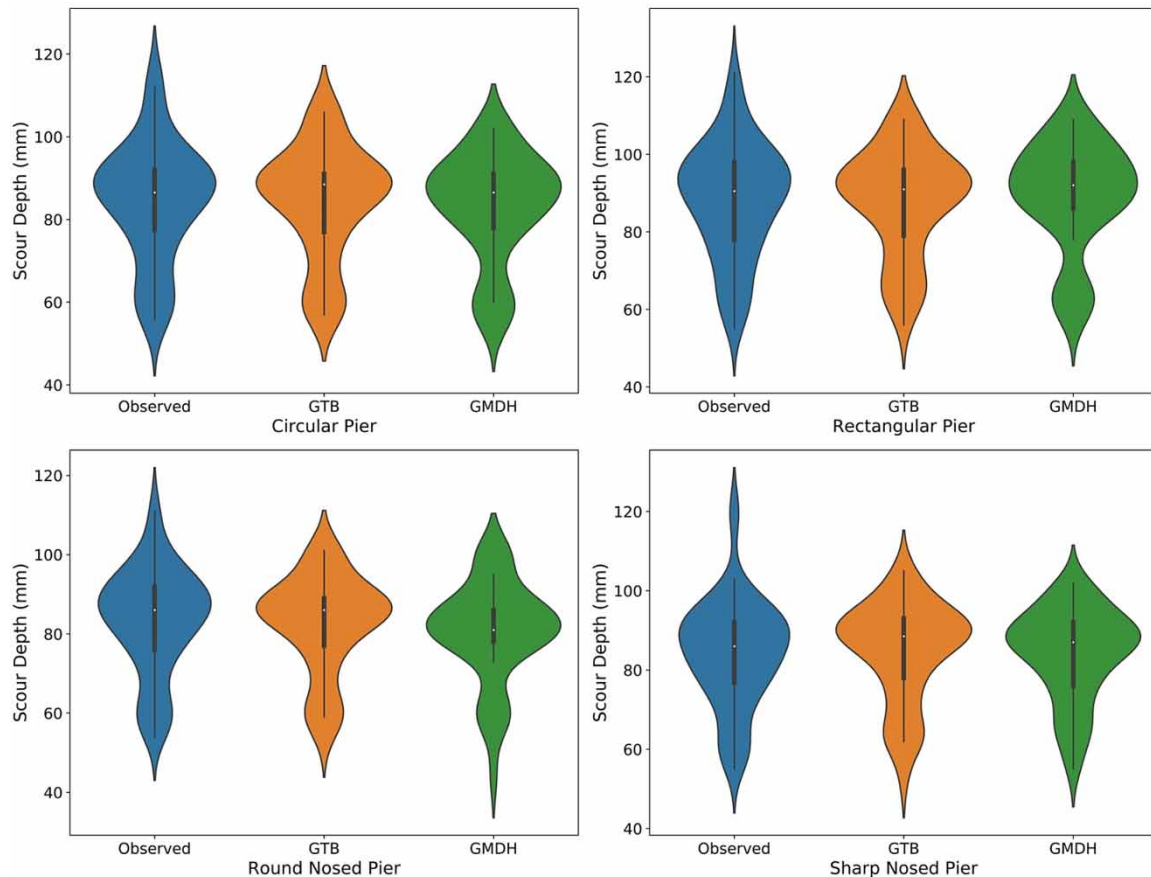 Scour Depth (mm)
120
100
80
60
40
Observed GTB GMDH
Circular Pier
Scour Depth (mm)
120
100
80
60
40
Observed GTB GMDH
Rectangular Pier
Scour Depth (mm)
120
100
80
60
40
Observed GTB GMDH
Round Nosed Pier
Scour Depth (mm)
120
100
80
60
40
Observed GTB GMDH
Sharp Nosed Pier